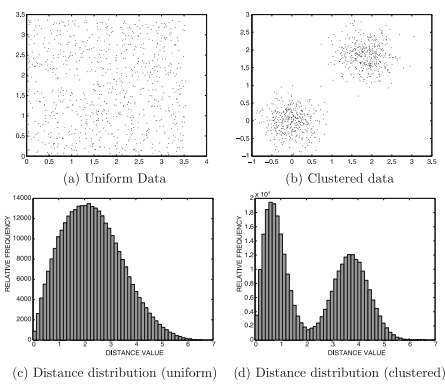 3.5
3
2.5
2
1.5
1
0.5
0
0 0.5 1 1.5 2 2.5 3 3.5 4
(a) Uniform Data
3
2.5
2
1.5
1
0.5
0
−0.5
−1
−1 −0.5 0 0.5 1 1.5 2 2.5 3 3.5
(b) Clustered data
14000
12000
10000
8000
6000
4000
2000
0
RELATIVE FREQUENCY
0 1 2 3 4 5 6 7
DISTANCE VALUE
(c) Distance distribution (uniform)
x 10⁴
2
1.8
1.6
1.4
1.2
1
0.8
0.6
0.4
0.2
0
RELATIVE FREQUENCY
0 1 2 3 4 5 6 7
DISTANCE VALUE
(d) Distance distribution (clustered)